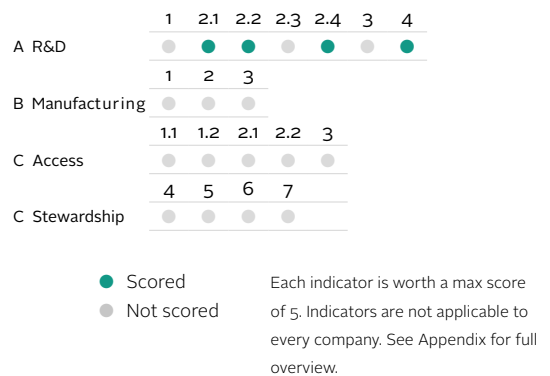 1 2.1 2.2 2.3 2.4 3 4
A R&D
1 2 3
B Manufacturing
1.1 1.2 2.1 2.2 3
C Access
4 5 6 7
C Stewardship
Scored
Not scored
Each indicator is worth a max score
of 5. Indicators are not applicable to
every company. See Appendix for full
overview.